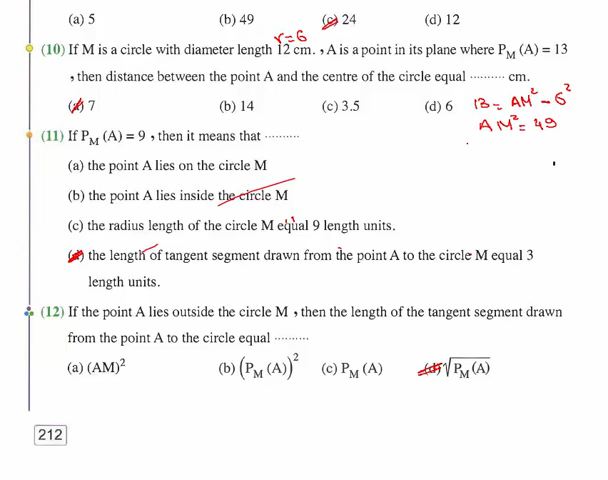 (a) 5 (b) 49 (c) 24 (d) 12
r=6
(10) If M is a circle with diameter length 12 cm. , A is a point in its plane where P_M (A) = 13
, then distance between the point A and the centre of the circle equal ·········· cm.
(a) 7 (b) 14 (c) 3.5 (d) 6
13 = AM² - 6²
AM² = 49
(11) If P_M (A) = 9 , then it means that ··········
(a) the point A lies on the circle M
(b) the point A lies inside the circle M
(c) the radius length of the circle M equal 9 length units.
(d) the length of tangent segment drawn from the point A to the circle M equal 3
length units.
(12) If the point A lies outside the circle M , then the length of the tangent segment drawn
from the point A to the circle equal ··········
(a) (AM)² (b) (P_M (A))² (c) P_M (A) (d) √P_M (A)
212